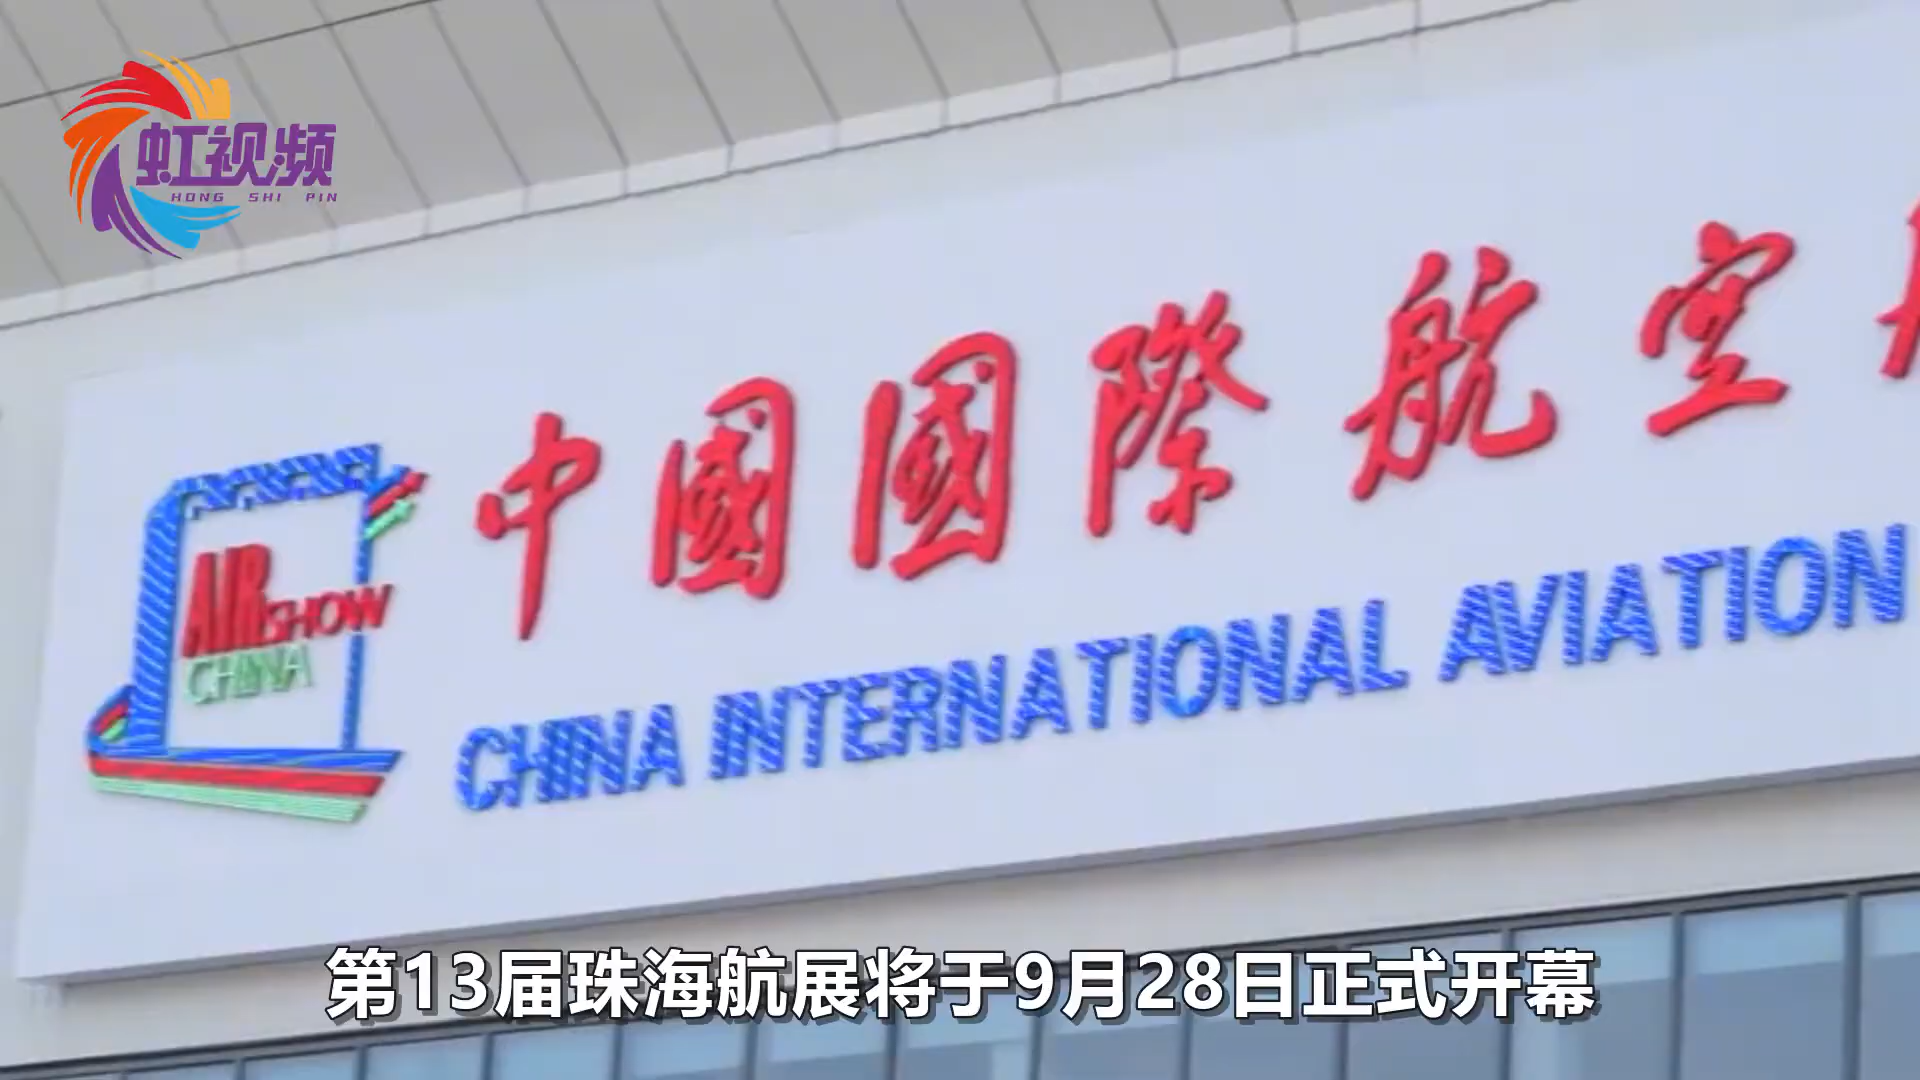 虹视频
HONG SHI PIN
中國國際航空
AIRSHOW
CHINA
CHINA INTERNATIONAL AVIATION
第13届珠海航展将于9月28日正式开幕